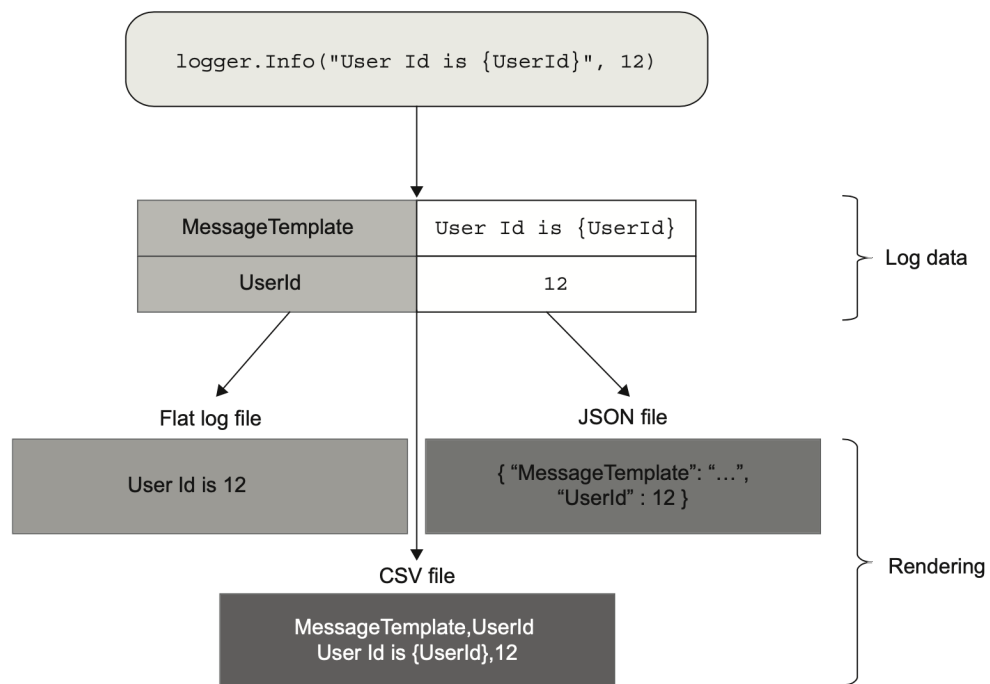 logger.Info("User Id is {UserId}", 12)
MessageTemplate
User Id is {UserId}
UserId
12
Log data
Flat log file
JSON file
User Id is 12
{ “MessageTemplate”: “…”,
“UserId” : 12 }
Rendering
CSV file
MessageTemplate,UserId
User Id is {UserId},12